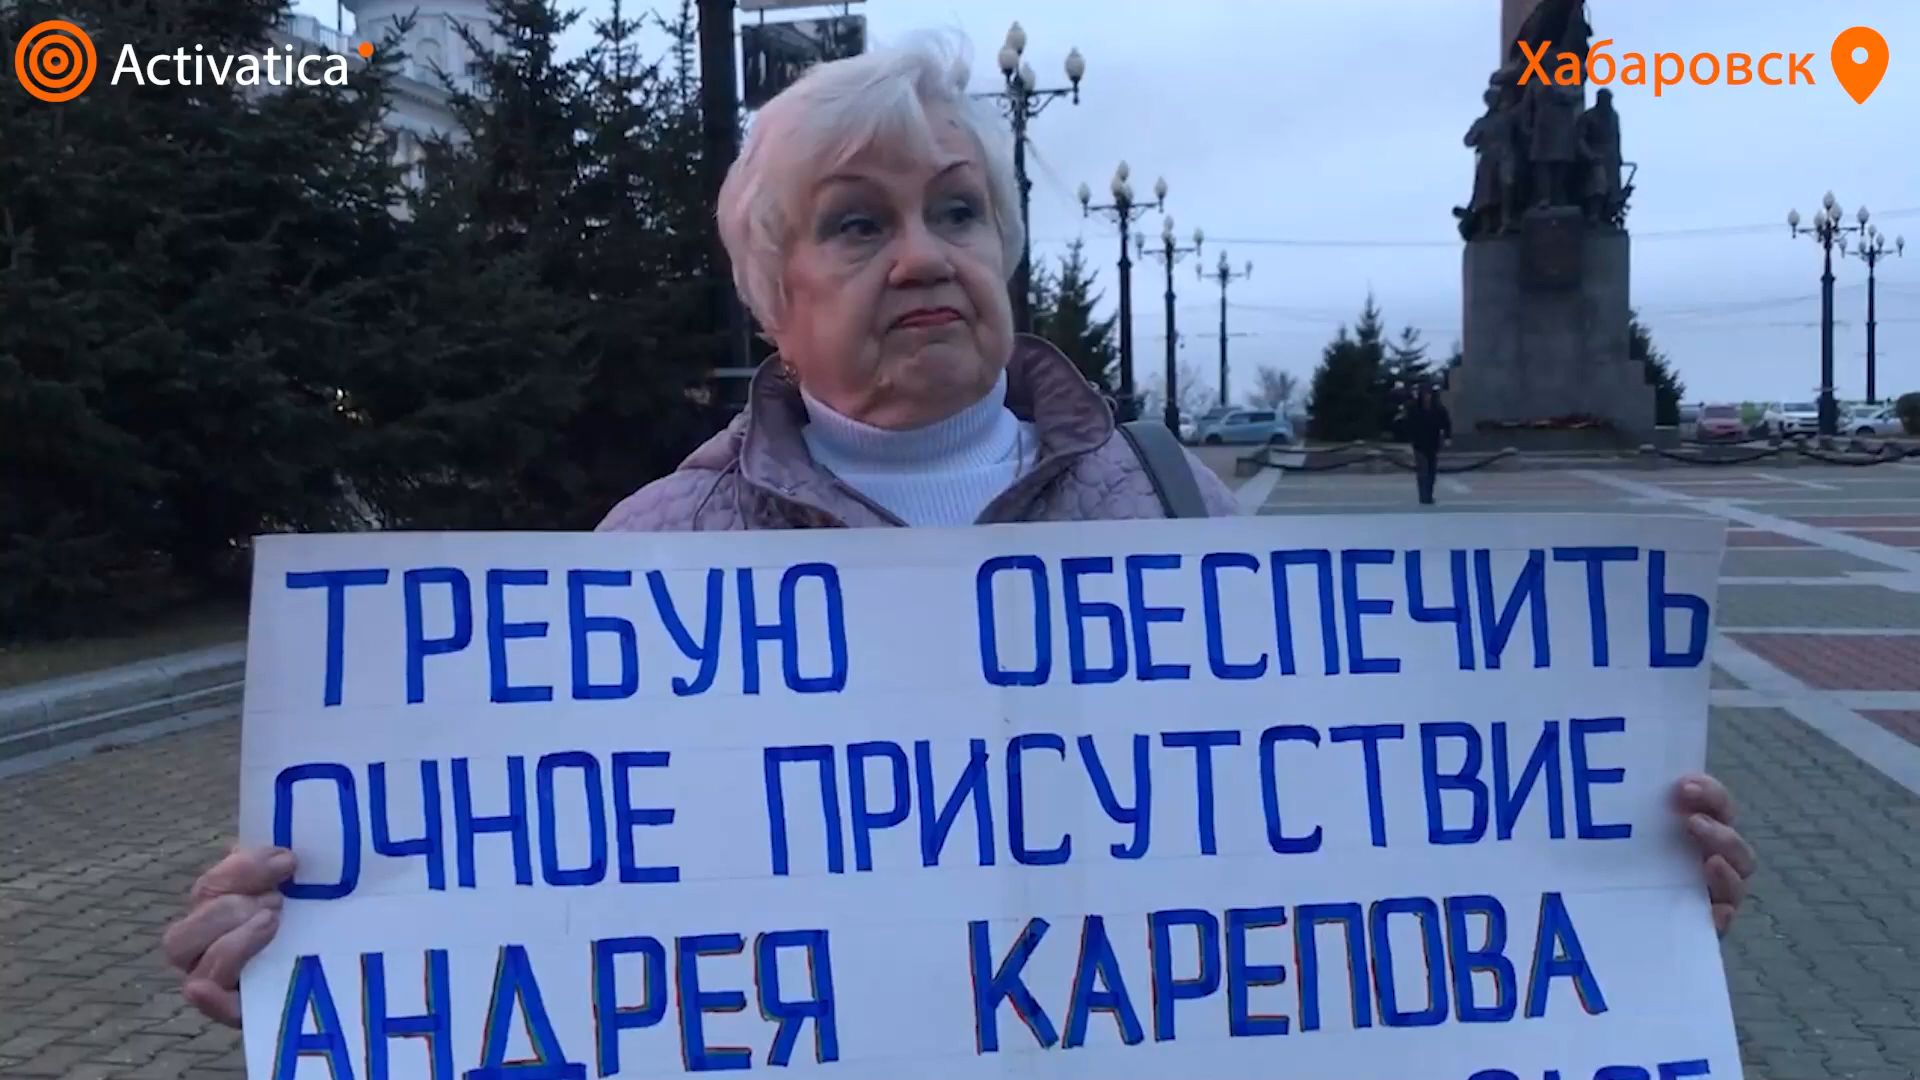 Activatica
Хабаровск
ТРЕБУЮ ОБЕСПЕЧИТЬ
ОЧНОЕ ПРИСУТСТВИЕ
АНДРЕЯ КАРЕПОВА